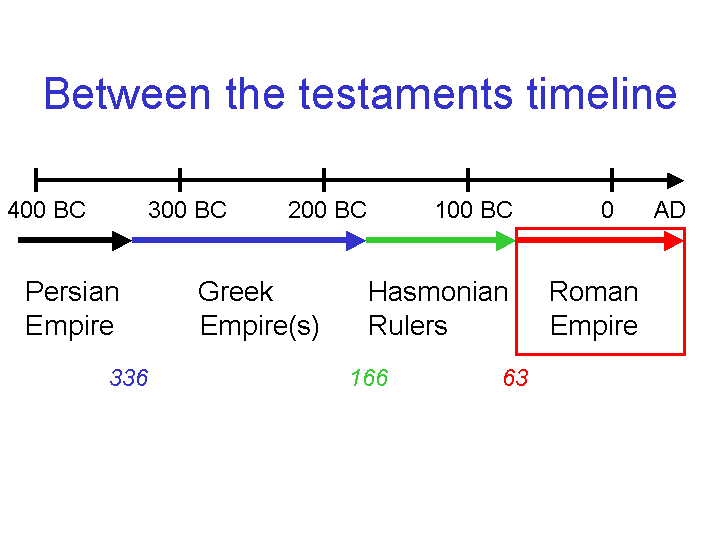 Between the testaments timeline
400 BC 300 BC 200 BC 100 BC 0 AD
Persian Empire
Greek Empire(s)
Hasmonian Rulers
Roman Empire
336 166 63